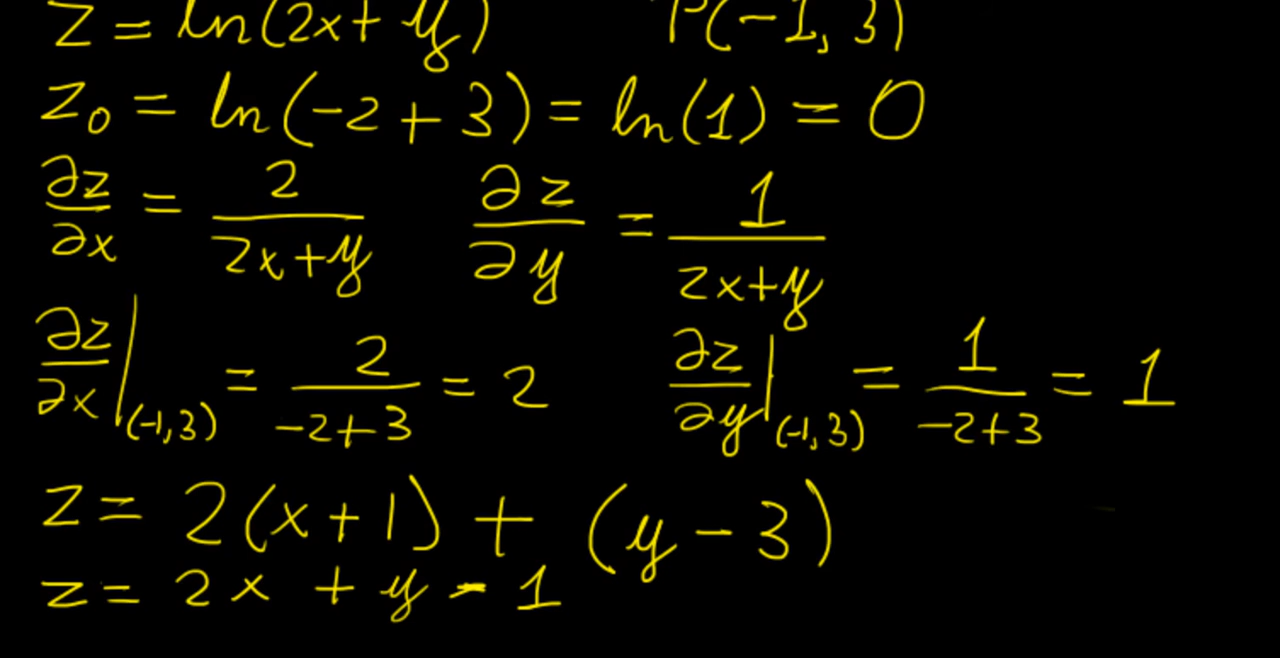 z = ln(2x+y) P(-1, 3)
z₀ = ln(-2+3) = ln(1) = 0
∂z/∂x = 2/(2x+y) ∂z/∂y = 1/(2x+y)
∂z/∂x|(-1,3) = 2/(-2+3) = 2 ∂z/∂y|(-1,3) = 1/(-2+3) = 1
z = 2(x+1) + (y-3)
z = 2x + y - 1